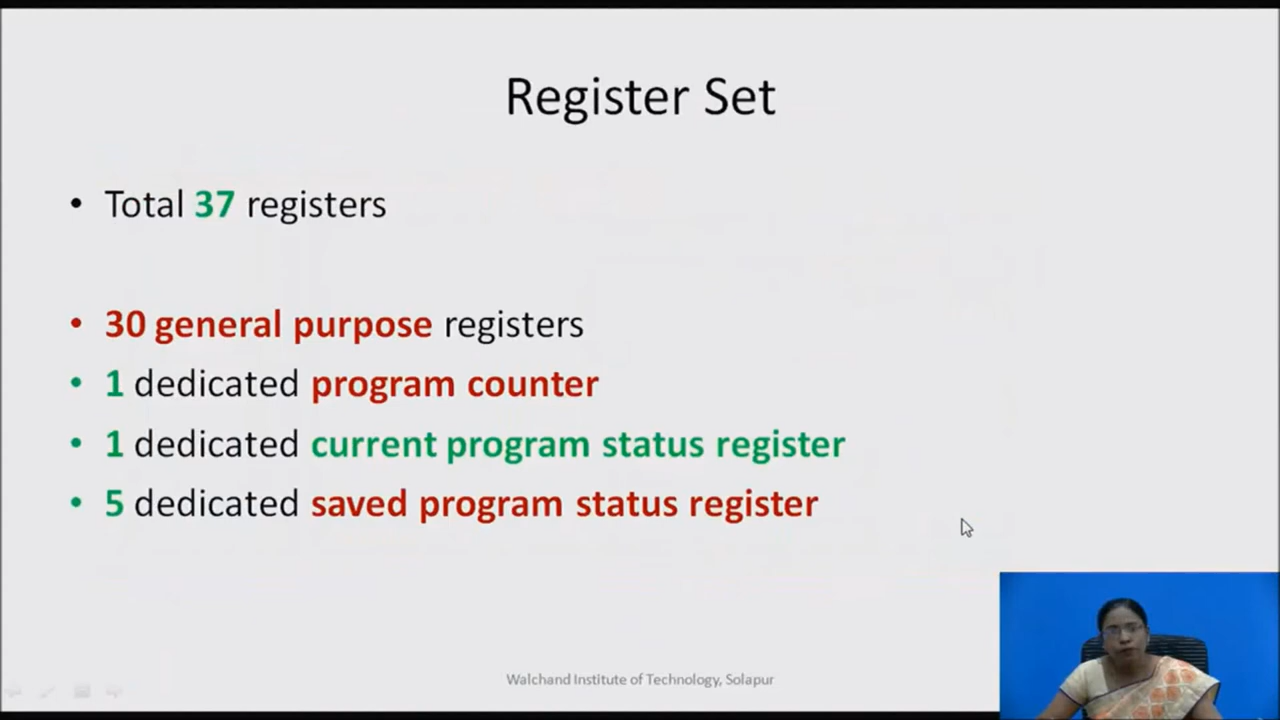 Register Set
• Total 37 registers
• 30 general purpose registers
• 1 dedicated program counter
• 1 dedicated current program status register
• 5 dedicated saved program status register
Walchand Institute of Technology, Solapur